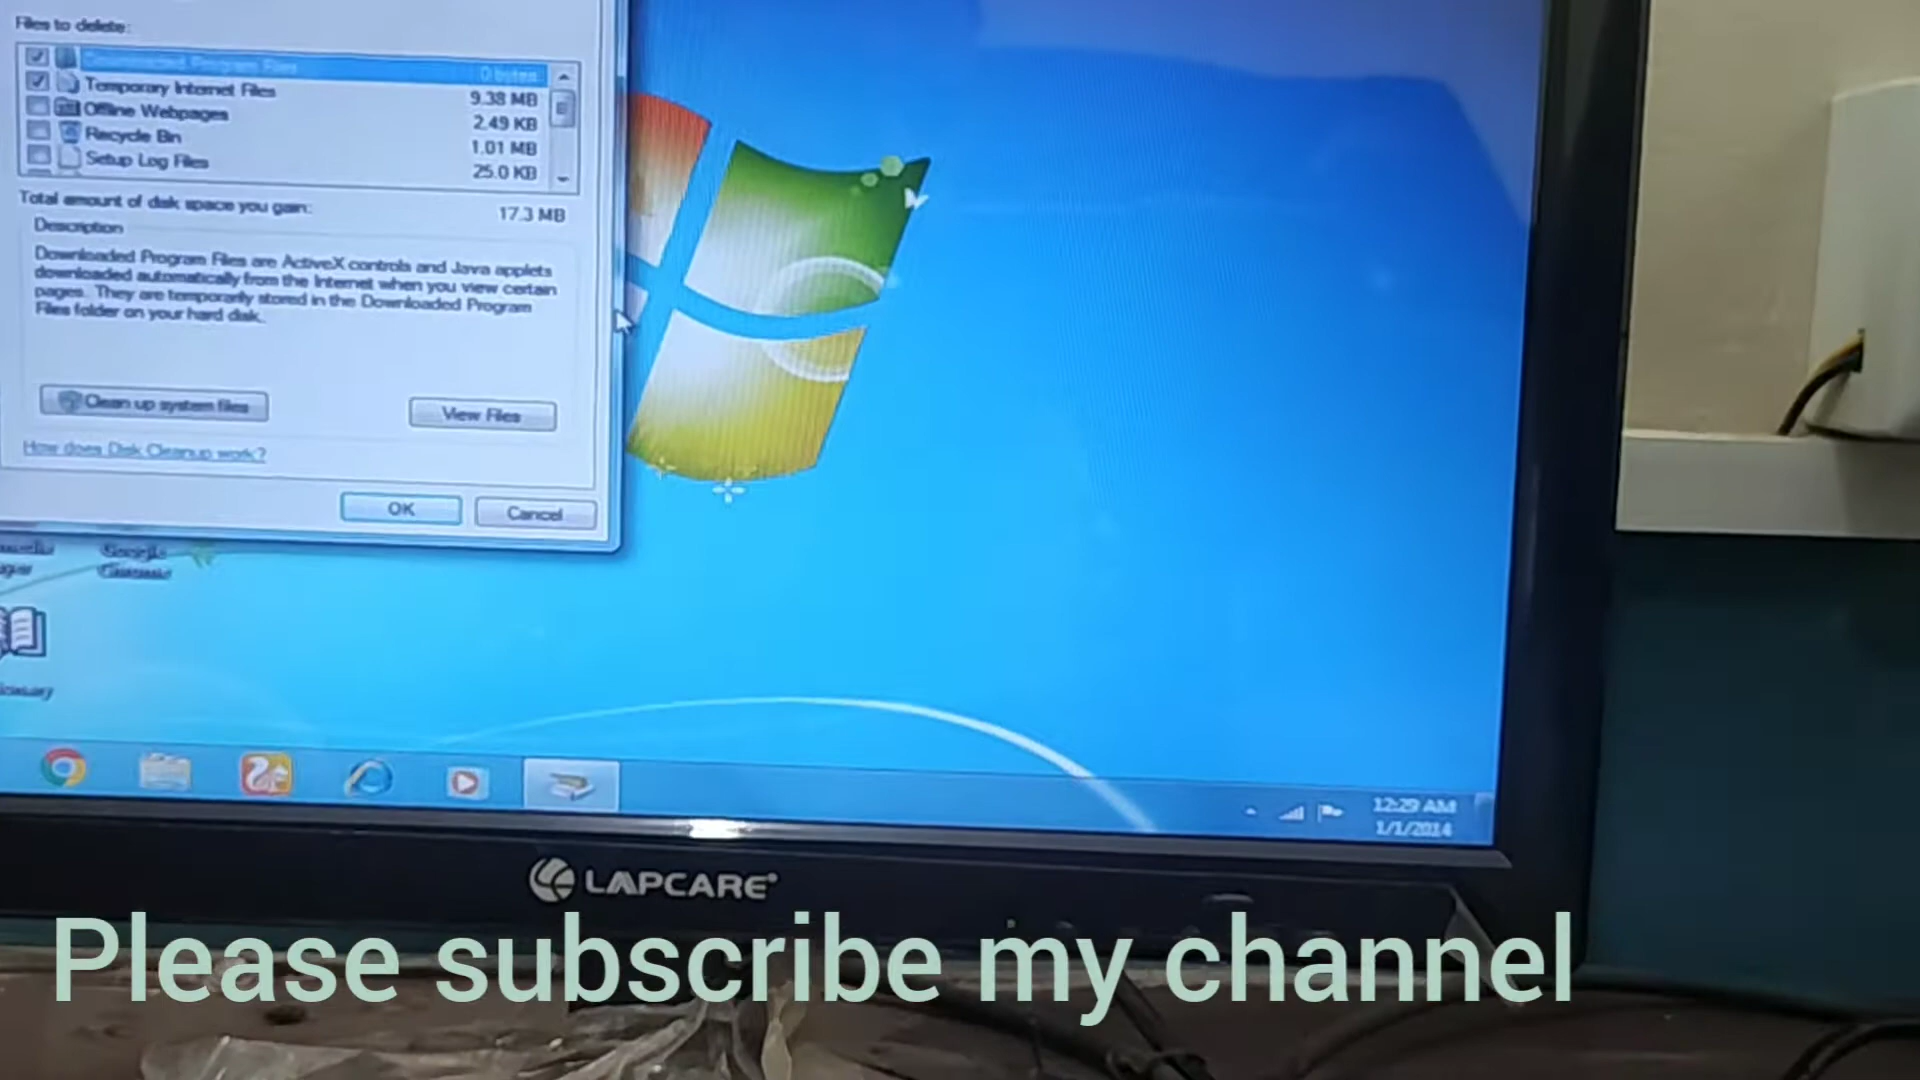 Files to delete:
Downloaded Program Files 0 bytes
Temporary Internet Files 9.38 MB
Offline Webpages 2.49 KB
Recycle Bin 1.01 MB
Setup Log Files 25.0 KB
Total amount of disk space you gain: 17.3 MB
Description
Downloaded Program Files are ActiveX controls and Java applets
downloaded automatically from the Internet when you view certain
pages. They are temporarily stored in the Downloaded Program
Files folder on your hard disk.
Clean up system files
View Files
How does Disk Cleanup work?
OK
Cancel
Google
Chrome
12:29 AM
1/1/2014
LAPCARE
Please subscribe my channel